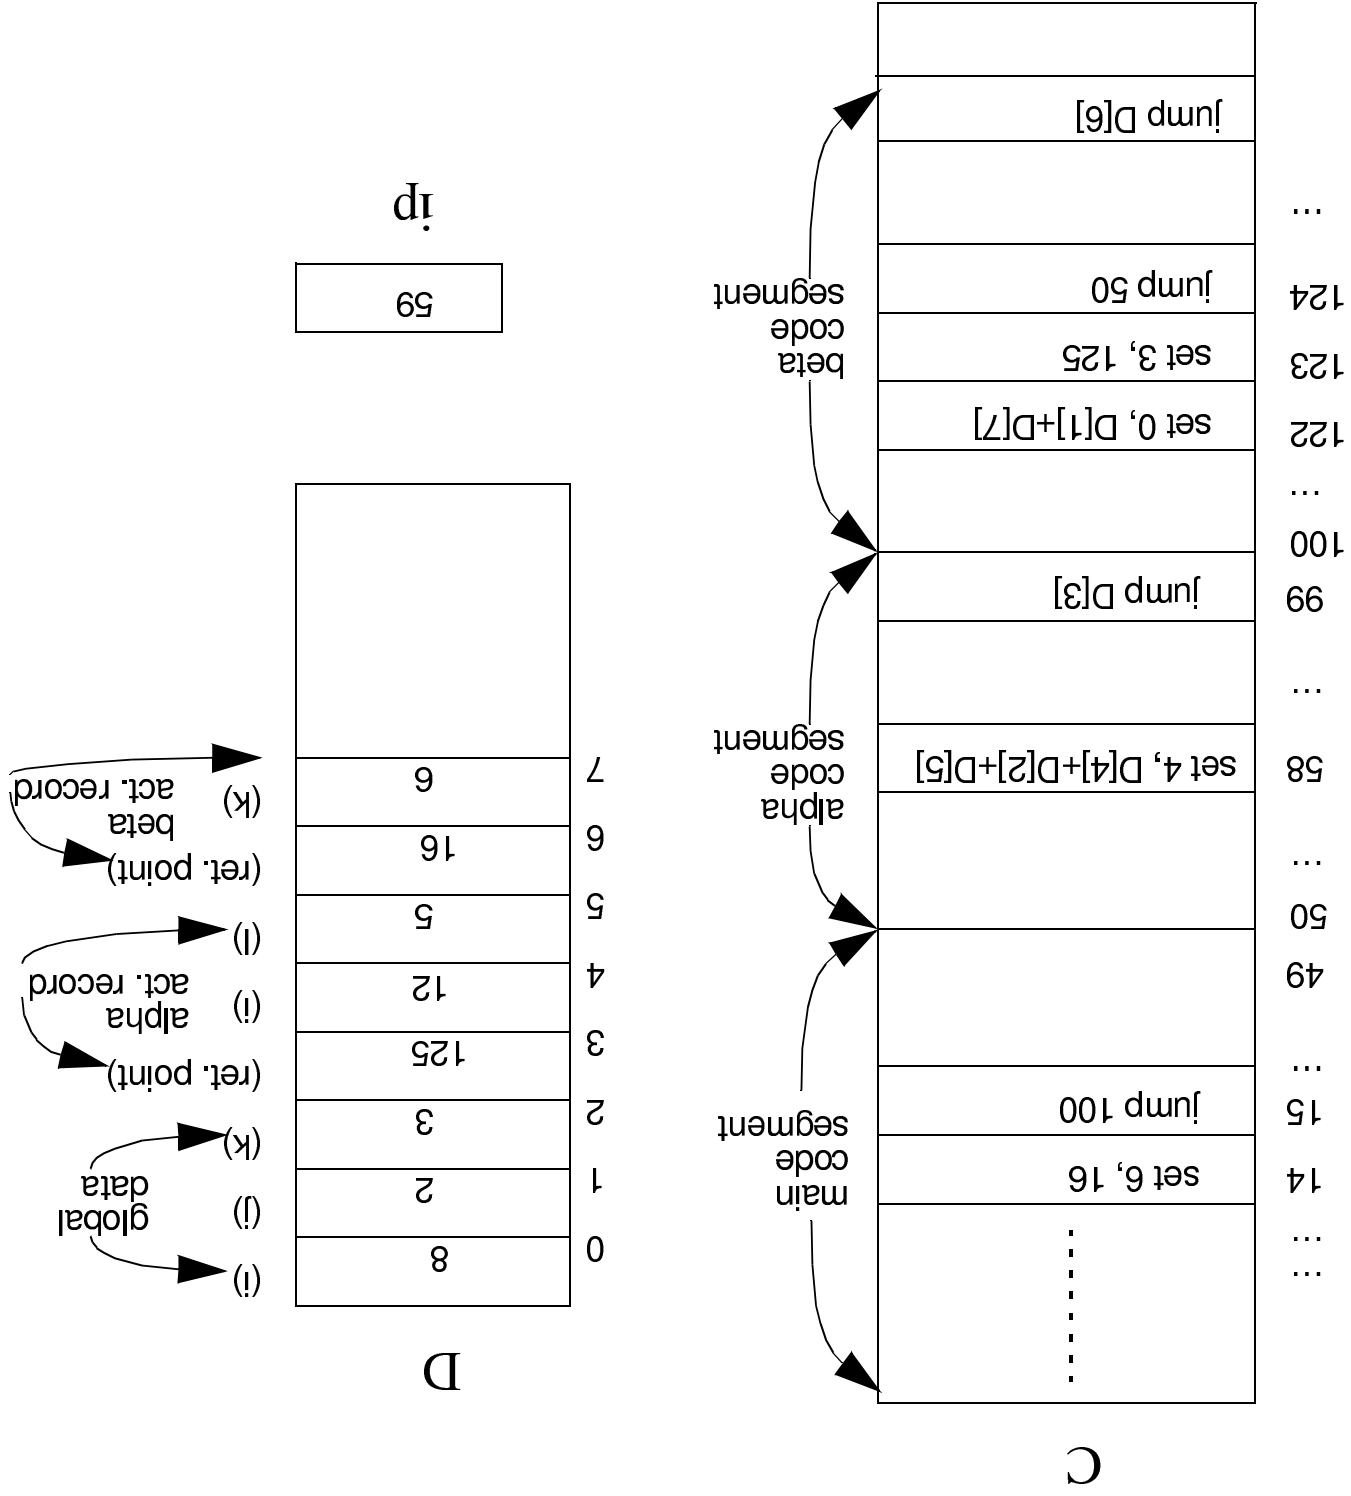 C
...
...
14
set 6, 16
15
jump 100
...
49
main
code
segment
50
...
58
set 4, D[4]+D[2]+D[5]
...
99
jump D[3]
alpha
code
segment
100
...
122
set 0, D[1]+D[7]
123
set 3, 125
124
jump 50
...
jump D[6]
beta
code
segment
D
0
8
(i)
1
2
(j)
2
3
(k)
global
data
3
125
(ret. point)
4
12
(i)
5
5
(l)
alpha
act. record
6
16
(ret. point)
7
6
(k)
beta
act. record
59
ip